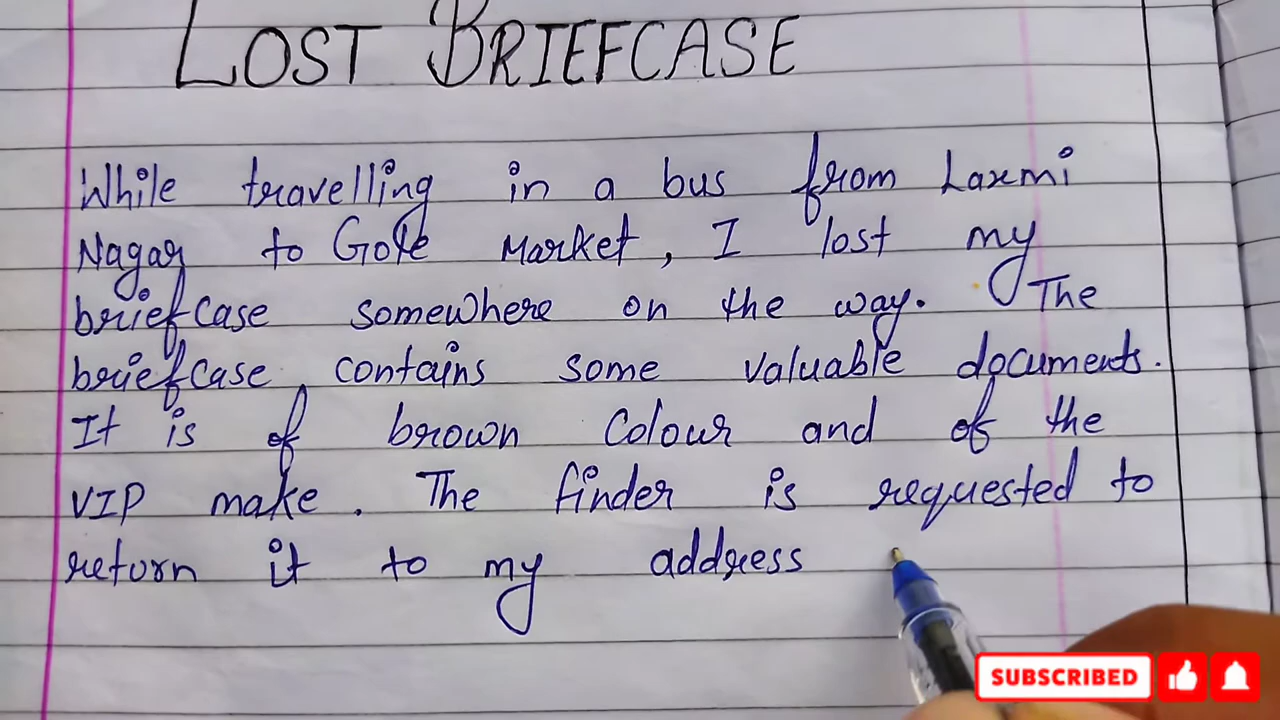 LOST BRIEFCASE
While travelling in a bus from Laxmi
Nagar to Gole Market, I lost my
briefcase somewhere on the way. The
briefcase contains some valuable documents.
It is of brown colour and of the
VIP make. The finder is requested to
return it to my address
SUBSCRIBED